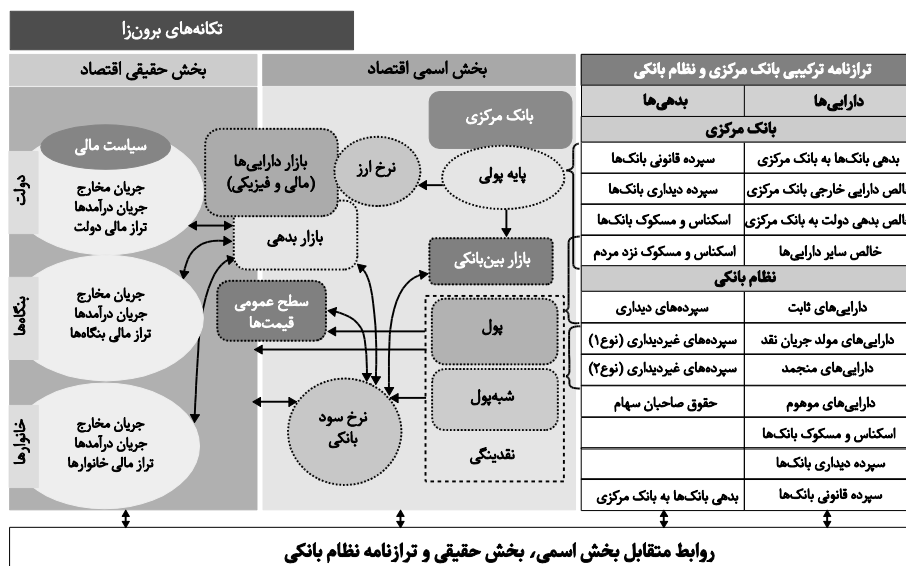 تکانه‌های برون‌زا
ترازنامه ترکیبی بانک مرکزی و نظام بانکی
دارایی‌ها
بدهی‌ها
بانک مرکزی
بدهی بانک‌ها به بانک مرکزی
سپرده قانونی بانک‌ها
دارایی خارجی بانک مرکزی
سپرده دیداری بانک‌ها
بدهی دولت به بانک مرکزی
اسکناس و مسکوک بانک‌ها
خالص سایر دارایی‌ها
اسکناس و مسکوک نزد مردم
نظام بانکی
دارایی‌های ثابت
سپرده‌های دیداری
دارایی‌های مولد جریان نقد
سپرده‌های غیردیداری (نوع۱)
دارایی‌های منجمد
سپرده‌های غیردیداری (نوع۲)
دارایی‌های موهوم
حقوق صاحبان سهام
اسکناس و مسکوک بانک‌ها
سپرده دیداری بانک‌ها
سپرده قانونی بانک‌ها
بدهی بانک‌ها به بانک مرکزی
بخش اسمی اقتصاد
بانک مرکزی
پایه پولی
نرخ ارز
بازار دارایی‌ها
(مالی و فیزیکی)
بازار بدهی
بازار بین‌بانکی
سطح عمومی
قیمت‌ها
پول
شبه‌پول
نقدینگی
نرخ سود
بانکی
بخش حقیقی اقتصاد
سیاست مالی
دولت
جریان مخارج
جریان درآمدها
تراز مالی دولت
بنگاه‌ها
جریان مخارج
جریان درآمدها
تراز مالی بنگاه‌ها
خانوارها
جریان مخارج
جریان درآمدها
تراز مالی خانوارها
روابط متقابل بخش اسمی، بخش حقیقی و ترازنامه نظام بانکی